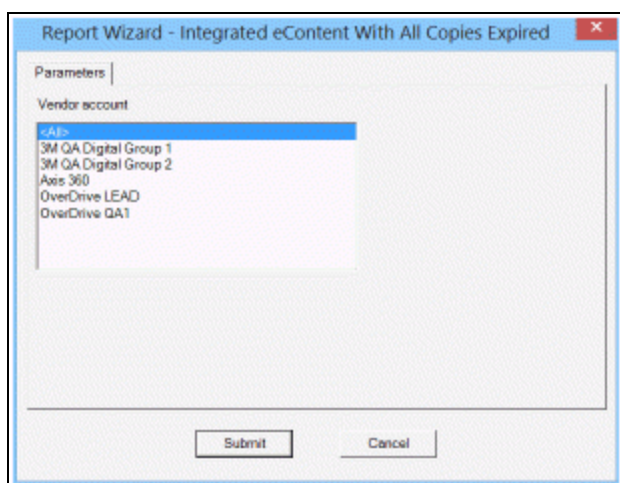 Report Wizard - Integrated eContent With All Copies Expired
Parameters
Vendor account
<All>
3M QA Digital Group 1
3M QA Digital Group 2
Axis 360
OverDrive LEAD
OverDrive QA1
Submit
Cancel